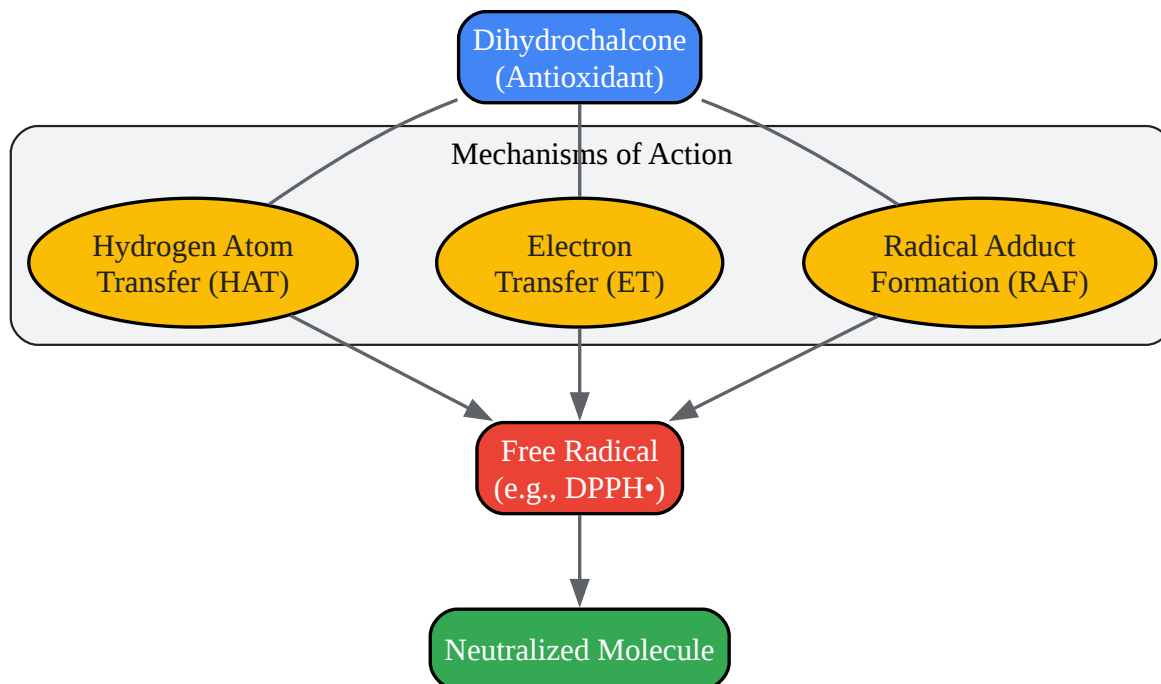 Dihydrochalcone
(Antioxidant)
Mechanisms of Action
Hydrogen Atom
Transfer (HAT)
Electron
Transfer (ET)
Radical Adduct
Formation (RAF)
Free Radical
(e.g., DPPH•)
Neutralized Molecule